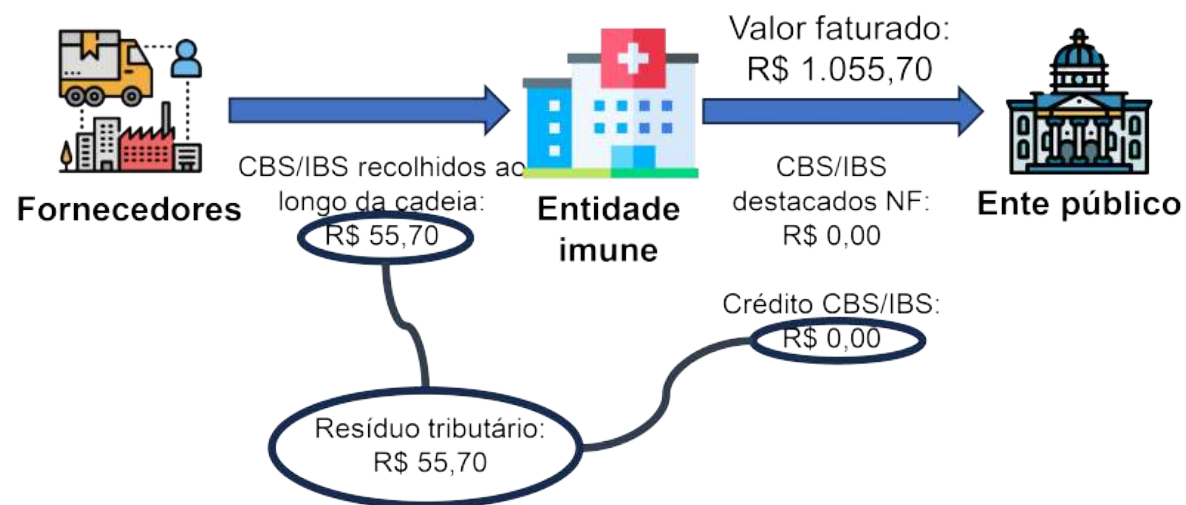 Valor faturado:
R$ 1.055,70
CBS/IBS recolhidos ao
longo da cadeia:
R$ 55,70
CBS/IBS
destacados NF:
R$ 0,00
Fornecedores
Entidade
imune
Ente público
Crédito CBS/IBS:
R$ 0,00
Resíduo tributário:
R$ 55,70